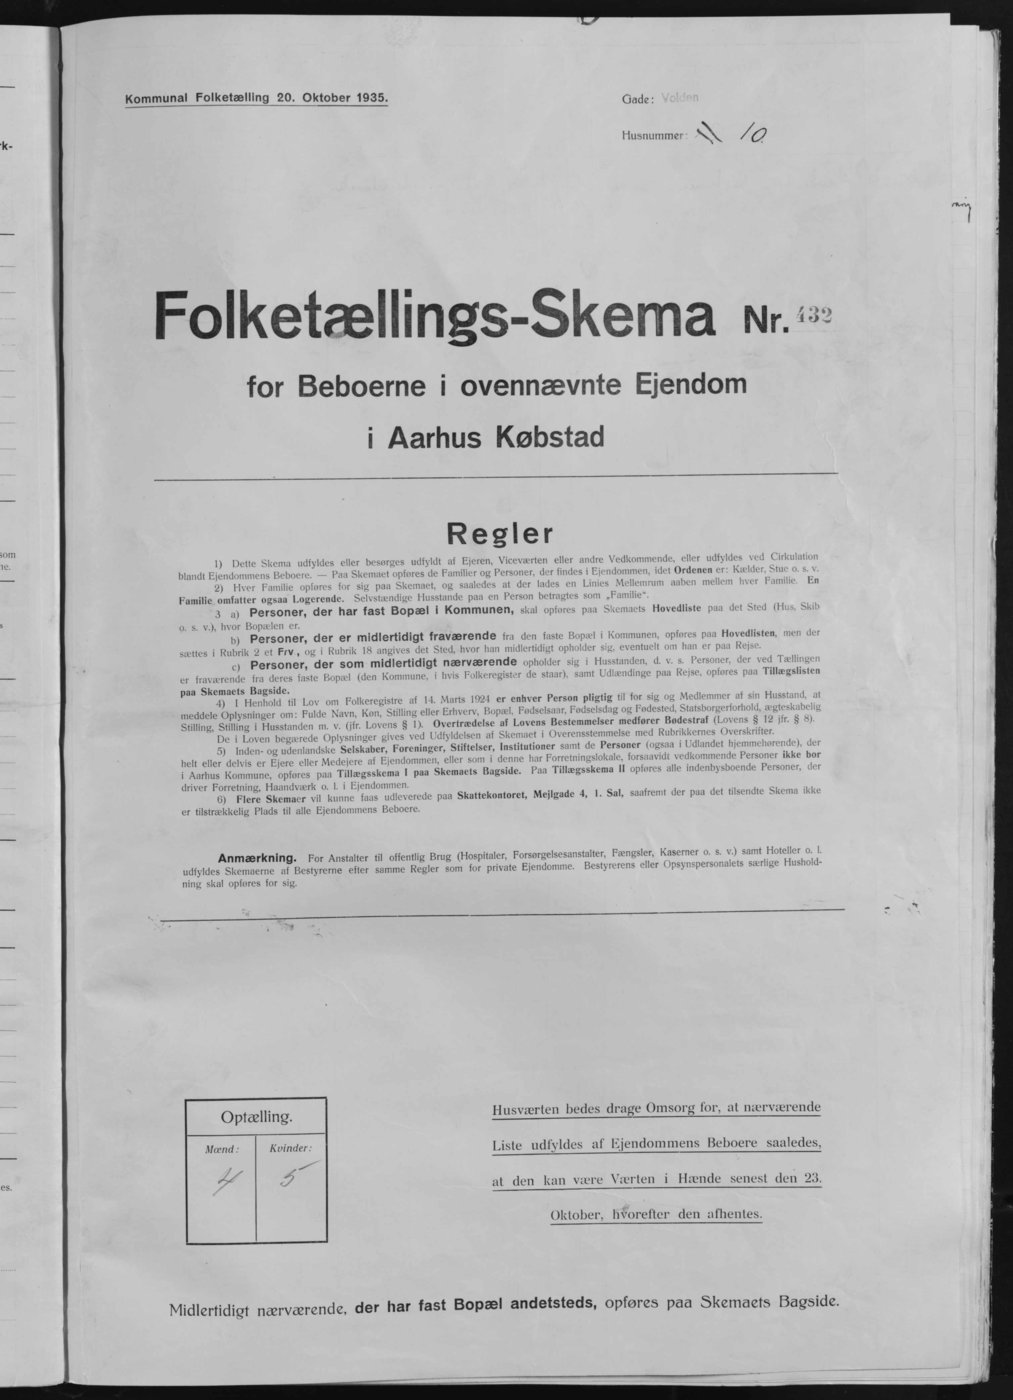 Kommunal Folketælling 20. Oktober 1935.
Gade: Volden
Husnummer: 10
Folketællings-Skema Nr. 432
for Beboerne i ovennævnte Ejendom
i Aarhus Købstad
Regler
1) Dette Skema udfyldes eller besørges udfyldt af Ejeren, Viceværten eller andre Vedkommende, eller udfyldes ved Cirkulation
blandt Ejendommens Beboere. — Paa Skemaet opføres de Familier og Personer, der findes i Ejendommen, idet Ordenen er: Kælder, Stue o. s. v.
2) Hver Familie opføres for sig paa Skemaet, og saaledes at der lades en Linies Mellemrum aaben mellem hver Familie. En
Familie omfatter ogsaa Logerende. Selvstændige Husstande paa en Person betragtes som „Familie“.
3 a) Personer, der har fast Bopæl i Kommunen, skal opføres paa Skemaets Hovedliste paa det Sted (Hus, Skib
o. s. v.), hvor Bopælen er.
b) Personer, der er midlertidigt fraværende fra den faste Bopæl i Kommunen, opføres paa Hovedlisten, men der
sættes i Rubrik 2 et Frv, og i Rubrik 18 angives det Sted, hvor han midlertidigt opholder sig, eventuelt om han er paa Rejse.
c) Personer, der som midlertidigt nærværende opholder sig i Husstanden, d. v. s. Personer, der ved Tællingen
er fraværende fra deres faste Bopæl (den Kommune, i hvis Folkeregister de staar), samt Udlændinge paa Rejse, opføres paa Tillægslisten
paa Skemaets Bagside.
4) I Henhold til Lov om Folkeregistre af 14. Marts 1924 er enhver Person pligtig til for sig og Medlemmer af sin Husstand, at
meddele Oplysninger om: Fulde Navn, Køn, Stilling eller Erhverv, Bopæl, Fødselsaar, Fødselsdag og Fødested, Statsborgerforhold, ægteskabelig
Stilling, Stilling i Husstanden m. v. (jfr. Lovens § 1). Overtrædelse af Lovens Bestemmelser medfører Bødestraf (Lovens § 12 jfr. § 8).
De i Loven begærede Oplysninger gives ved Udfyldelsen af Skemaet i Overensstemmelse med Rubrikkernes Overskrifter.
5) Inden- og udenlandske Selskaber, Foreninger, Stiftelser, Institutioner samt de Personer (ogsaa i Udlandet hjemmehørende), der
helt eller delvis er Ejere eller Medejere af Ejendommen, eller som i denne har Forretningslokale, forsaavidt vedkommende Personer ikke bor
i Aarhus Kommune, opføres paa Tillægsskema I paa Skemaets Bagside. Paa Tillægsskema II opføres alle indenbysboende Personer, der
driver Forretning, Haandværk o. l. i Ejendommen.
6) Flere Skemaer vil kunne faas udleverede paa Skattekontoret, Mejlgade 4, 1. Sal, saafremt der paa det tilsendte Skema ikke
er tilstrækkelig Plads til alle Ejendommens Beboere.
Anmærkning. For Anstalter til offentlig Brug (Hospitaler, Forsørgelsesanstalter, Fængsler, Kaserner o. s. v.) samt Hoteller o. l.
udfyldes Skemaerne af Bestyrerne efter samme Regler som for private Ejendomme. Bestyrerens eller Opsynspersonalets særlige Hushold-
ning skal opføres for sig.
Optælling.
Mænd: Kvinder:
4 5
Husværten bedes drage Omsorg for, at nærværende
Liste udfyldes af Ejendommens Beboere saaledes,
at den kan være Værten i Hænde senest den 23.
Oktober, hvorefter den afhentes.
Midlertidigt nærværende, der har fast Bopæl andetsteds, opføres paa Skemaets Bagside.